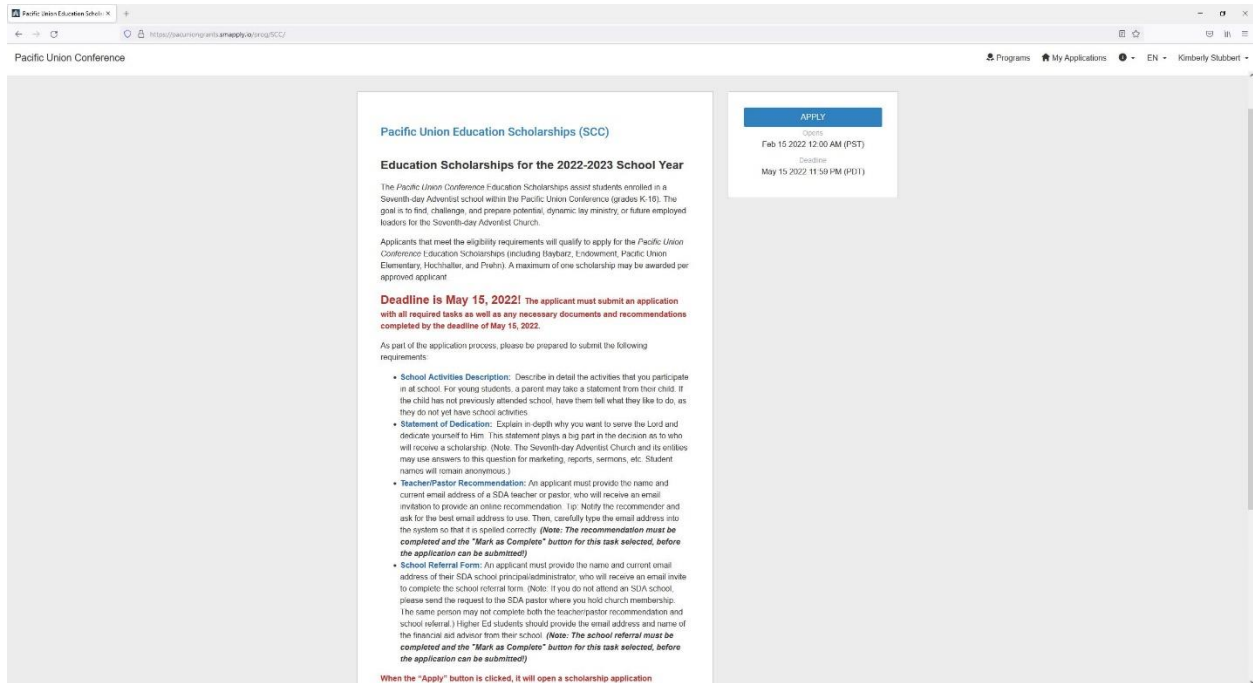 Pacific Union Education Schola
https://pacuniongrants.smapply.io/prog/SCC/
Pacific Union Conference
Programs My Applications EN Kimberly Stubbert
Pacific Union Education Scholarships (SCC)
Education Scholarships for the 2022-2023 School Year
The Pacific Union Conference Education Scholarships assist students enrolled in a
Seventh-day Adventist school within the Pacific Union Conference (grades K-16). The
goal is to find, challenge, and prepare potential, dynamic lay ministry, or future employed
leaders for the Seventh-day Adventist Church.
Applicants that meet the eligibility requirements will qualify to apply for the Pacific Union
Conference Education Scholarships (including Baybarz, Endowment, Pacific Union
Elementary, Hochhalter, and Prehn). A maximum of one scholarship may be awarded per
approved applicant
Deadline is May 15, 2022! The applicant must submit an application
with all required tasks as well as any necessary documents and recommendations
completed by the deadline of May 15, 2022.
As part of the application process, please be prepared to submit the following
requirements:
• School Activities Description: Describe in detail the activities that you participate
in at school. For young students, a parent may take a statement from their child. If
the child has not previously attended school, have them tell what they like to do, as
they do not yet have school activities.
• Statement of Dedication: Explain in-depth why you want to serve the Lord and
dedicate yourself to Him. This statement plays a big part in the decision as to who
will receive a scholarship. (Note: The Seventh-day Adventist Church and its entities
may use answers to this question for marketing, reports, sermons, etc. Student
names will remain anonymous.)
• Teacher/Pastor Recommendation: An applicant must provide the name and
current email address of a SDA teacher or pastor, who will receive an email
invitation to provide an online recommendation. Tip: Notify the recommender and
ask for the best email address to use. Then, carefully type the email address into
the system so that it is spelled correctly. (Note: The recommendation must be
completed and the "Mark as Complete" button for this task selected, before
the application can be submitted!)
• School Referral Form: An applicant must provide the name and current email
address of their SDA school principal/administrator, who will receive an email invite
to complete the school referral form. (Note: If you do not attend an SDA school,
please send the request to the SDA pastor where you hold church membership.
The same person may not complete both the teacher/pastor recommendation and
school referral.) Higher Ed students should provide the email address and name of
the financial aid advisor from their school. (Note: The school referral must be
completed and the "Mark as Complete" button for this task selected, before
the application can be submitted!)
When the "Apply" button is clicked, it will open a scholarship application
APPLY
Opens
Feb 15 2022 12:00 AM (PST)
Deadline
May 15 2022 11:59 PM (PDT)